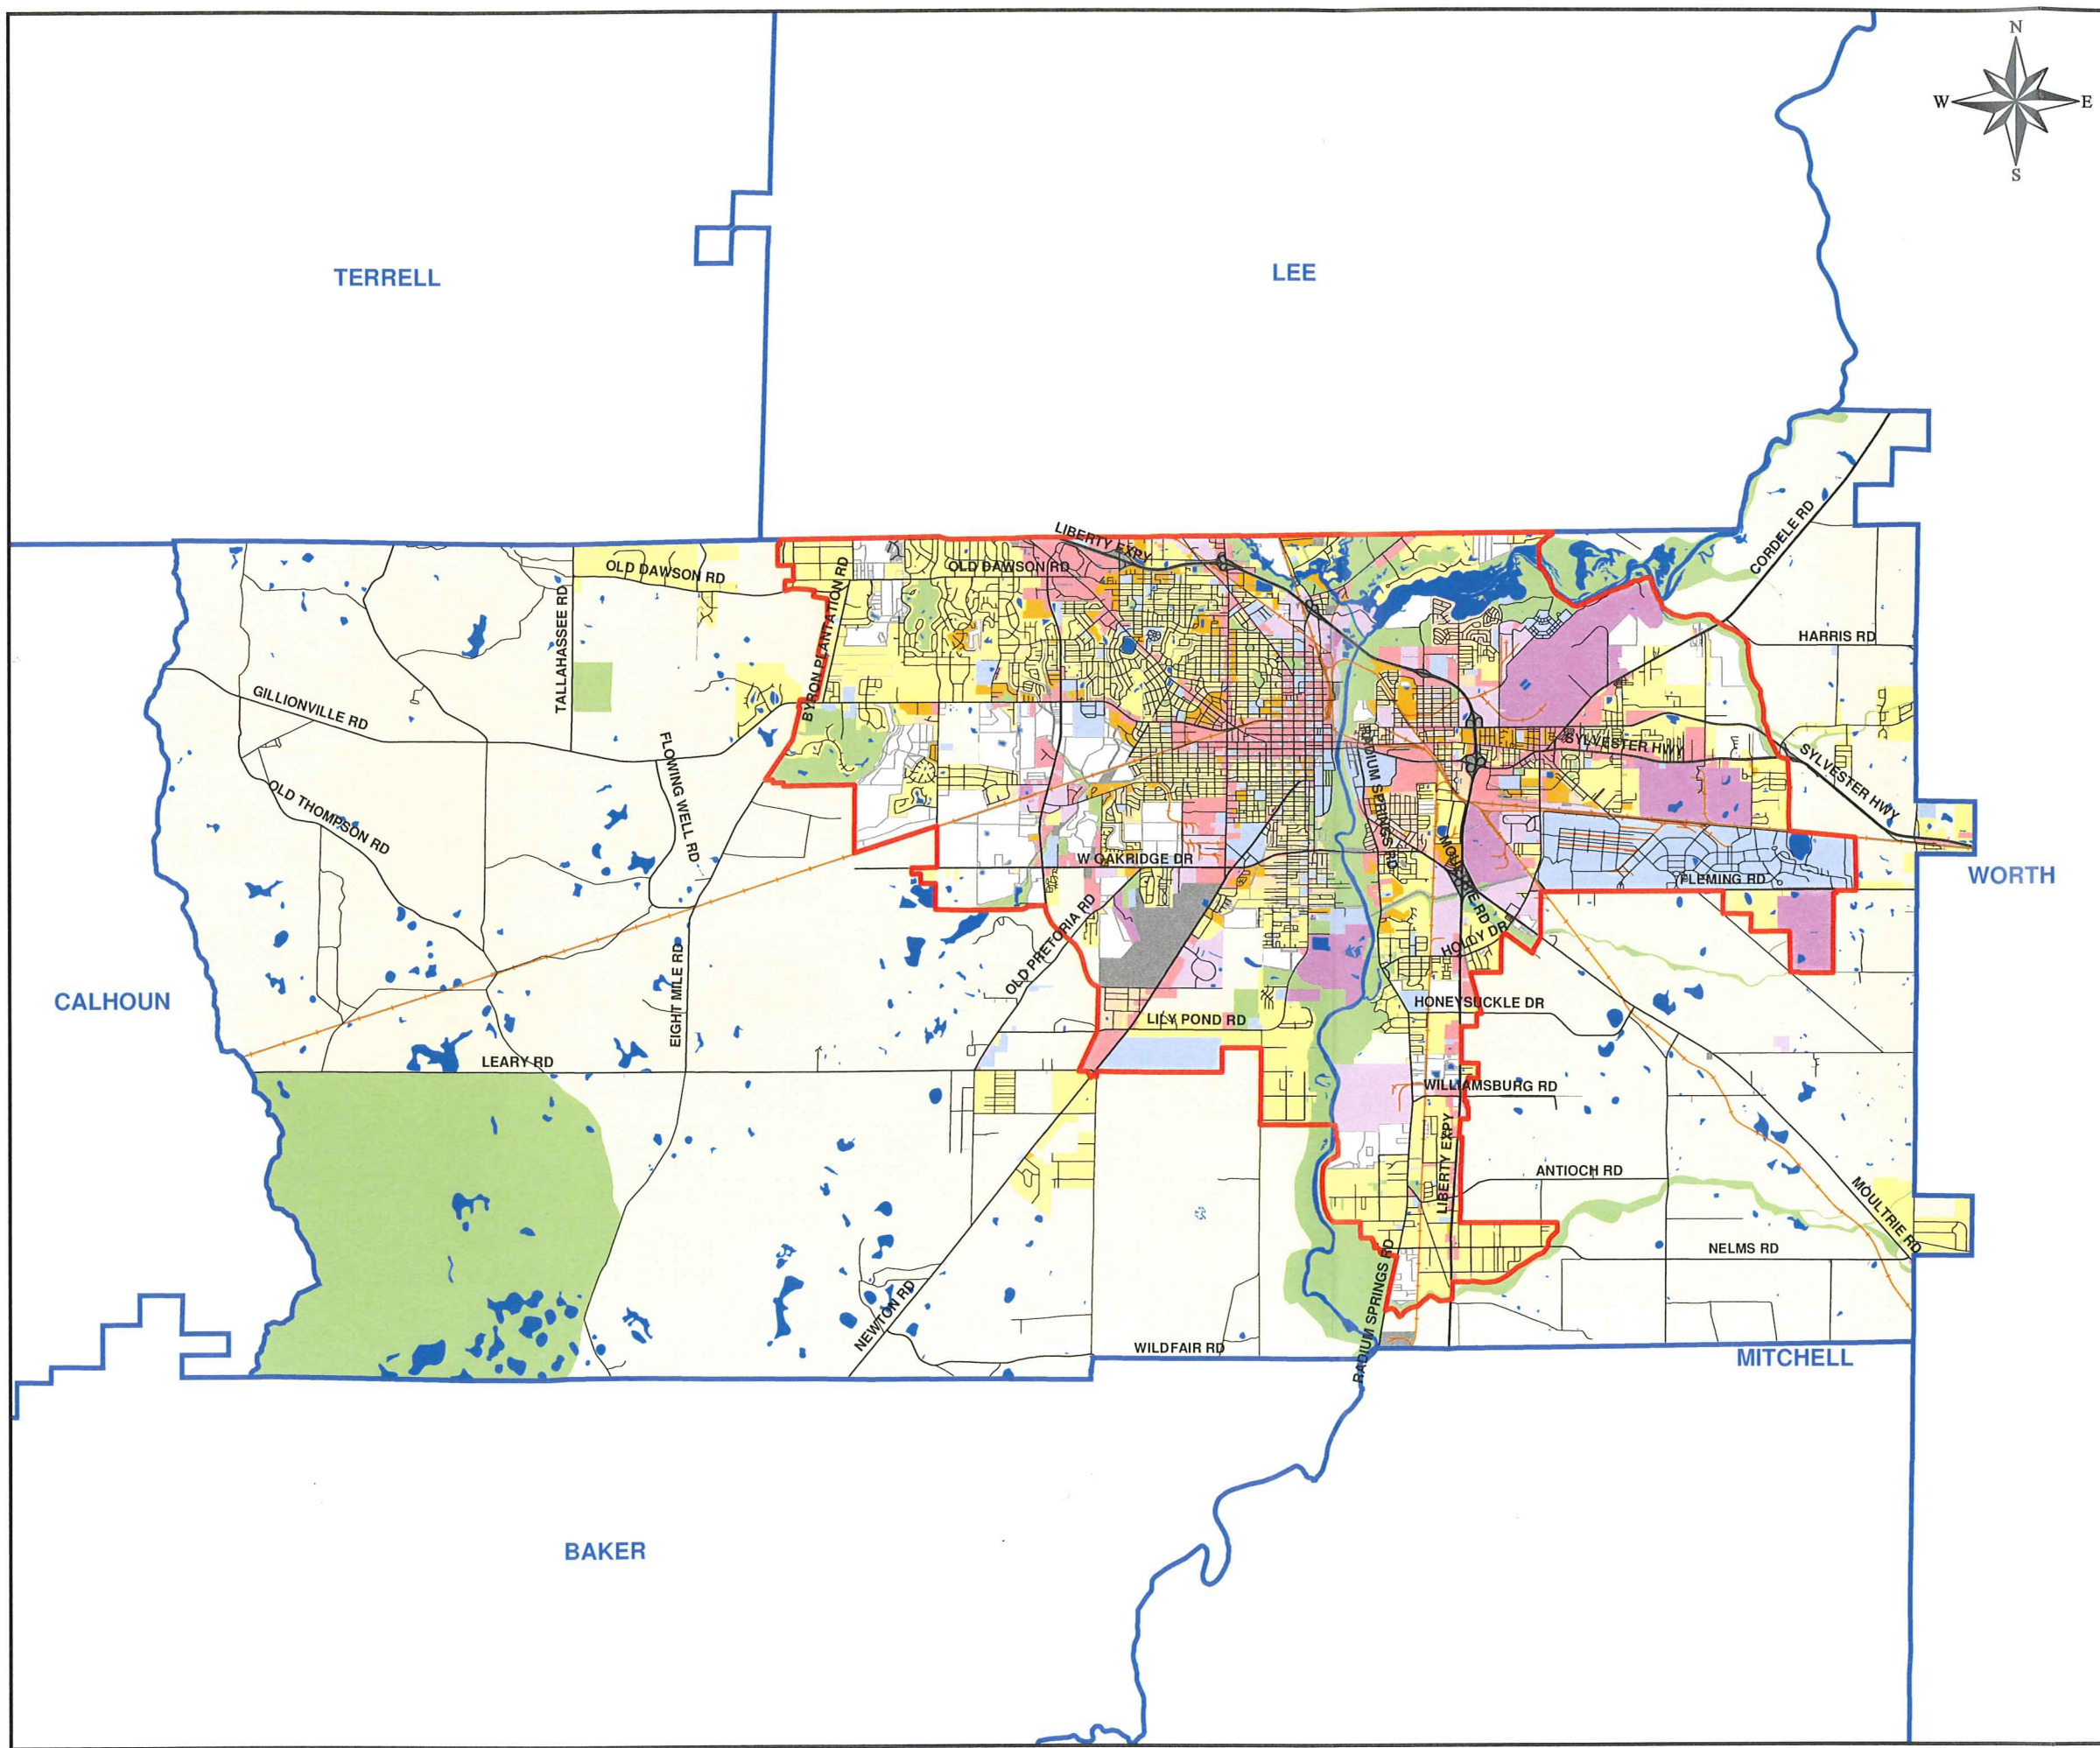 N
W
E
S
TERRELL
LEE
CORDELE RD
LIBERTY EXPY
OLD DAWSON RD
OLD DAWSON RD
TALLAHASSEE RD
BYRON PLANTATION RD
HARRIS RD
GILLIONVILLE RD
FLOWING WELL RD
RADIUM SPRINGS RD
SYLVESTER HWY
SYLVESTER HWY
OLD THOMPSON RD
W OAKRIDGE DR
MOULTRIE RD
FLEMING RD
WORTH
OLD PRETORIA RD
HOLLY DR
EIGHT MILE RD
CALHOUN
HONEYSUCKLE DR
LILY POND RD
LEARY RD
WILLIAMSBURG RD
LIBERTY EXPY
ANTIOCH RD
MOULTRIE RD
NELMS RD
NEWTON RD
RADIUM SPRINGS RD
WILDFAIR RD
MITCHELL
BAKER